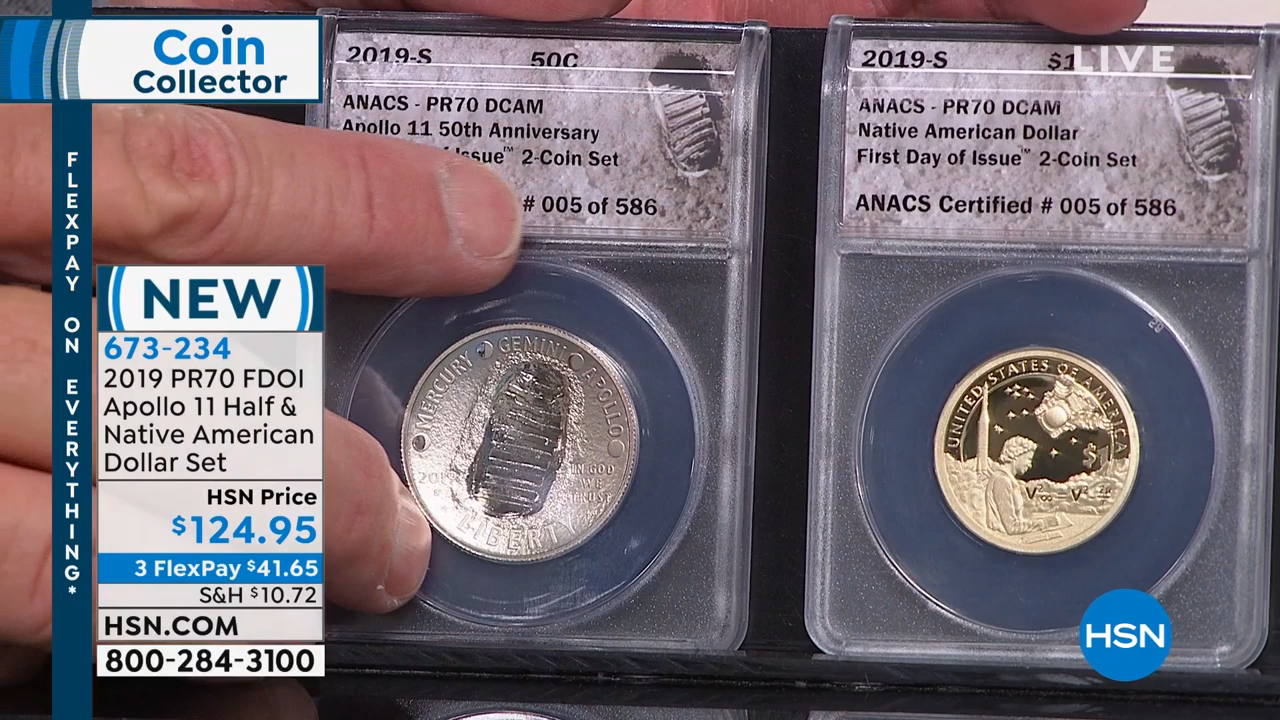 Coin
Collector
FLEXPAY ON EVERYTHING*
NEW
673-234
2019 PR70 FDOI
Apollo 11 Half &
Native American
Dollar Set
HSN Price
$124.95
3 FlexPay $41.65
S&H $10.72
HSN.COM
800-284-3100
2019-S 50C
ANACS - PR70 DCAM
Apollo 11 50th Anniversary
Issue™ 2-Coin Set
# 005 of 586
MERCURY GEMINI APOLLO
IN GOD
WE
TRUST
LIBERTY
2019-S $1
LIVE
ANACS - PR70 DCAM
Native American Dollar
First Day of Issue™ 2-Coin Set
ANACS Certified # 005 of 586
UNITED STATES OF AMERICA
$1
HSN